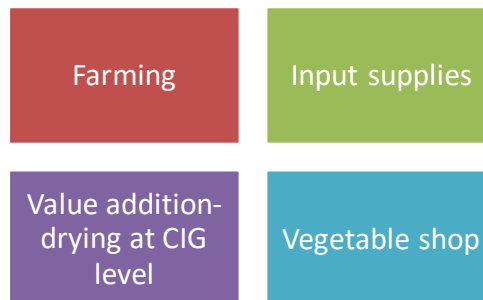 Farming
Input supplies
Value addition-
drying at CIG
level
Vegetable shop